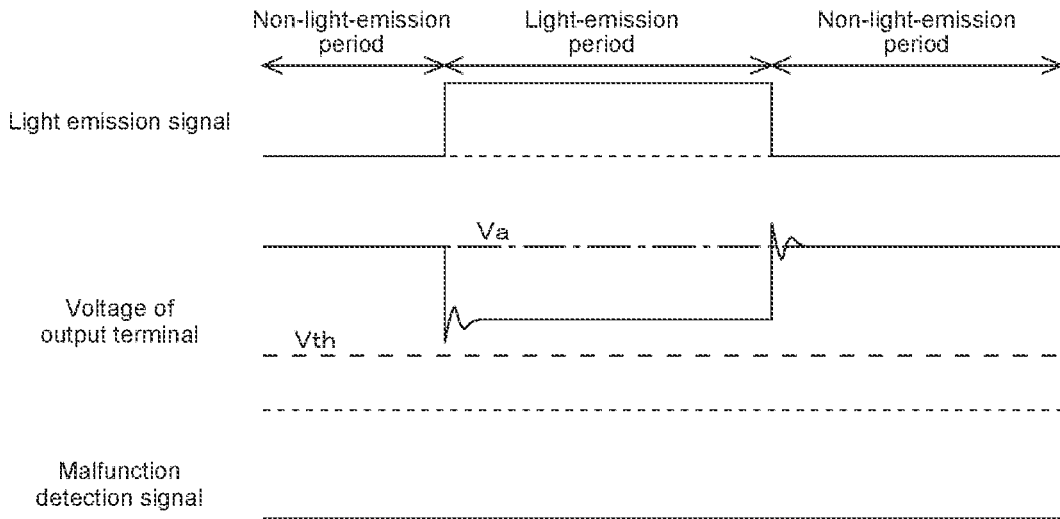 Non-light-emission
period
Light-emission
period
Non-light-emission
period
Light emission signal
Va
Voltage of
output terminal
Vth
Malfunction
detection signal